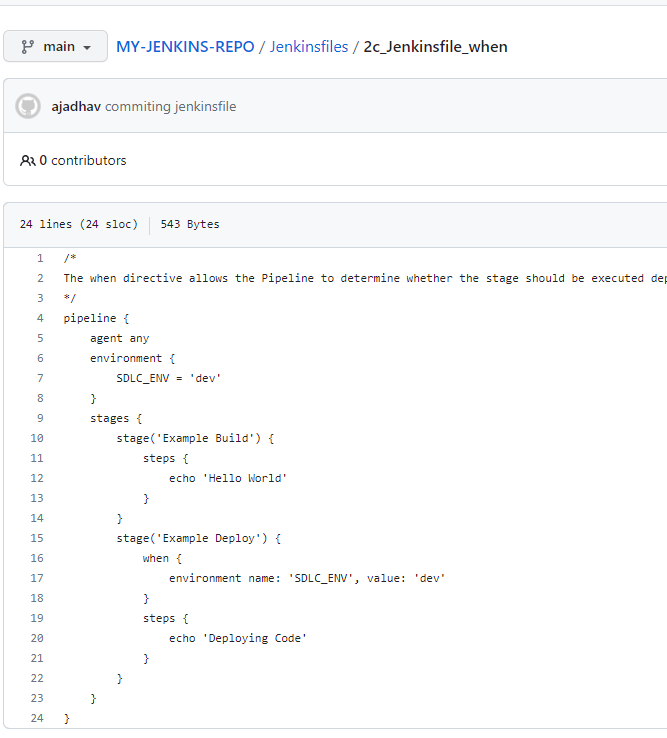 main
MY-JENKINS-REPO / Jenkinsfiles / 2c_Jenkinsfile_when
ajadhav commiting jenkinsfile
0 contributors
24 lines (24 sloc) 543 Bytes
1 /*
2 The when directive allows the Pipeline to determine whether the stage should be executed
3 */
4 pipeline {
5     agent any
6     environment {
7         SDLC_ENV = 'dev'
8     }
9     stages {
10         stage('Example Build') {
11             steps {
12                 echo 'Hello World'
13             }
14         }
15         stage('Example Deploy') {
16             when {
17                 environment name: 'SDLC_ENV', value: 'dev'
18             }
19             steps {
20                 echo 'Deploying Code'
21             }
22         }
23     }
24 }